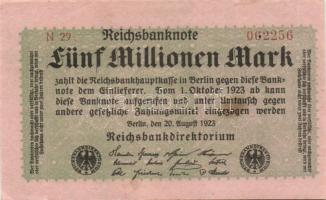 N 29 Reichsbanknote 062256
Fünf Millionen Mark
zahlt die Reichsbankhauptkasse in Berlin gegen diese Bank-
note dem Einlieferer. Vom 1. Oktober 1923 ab kann
diese Banknote aufgerufen und unter Umtausch gegen
andere gesetzliche Zahlungsmittel eingezogen werden
Berlin, den 20. August 1923
Reichsbankdirektorium